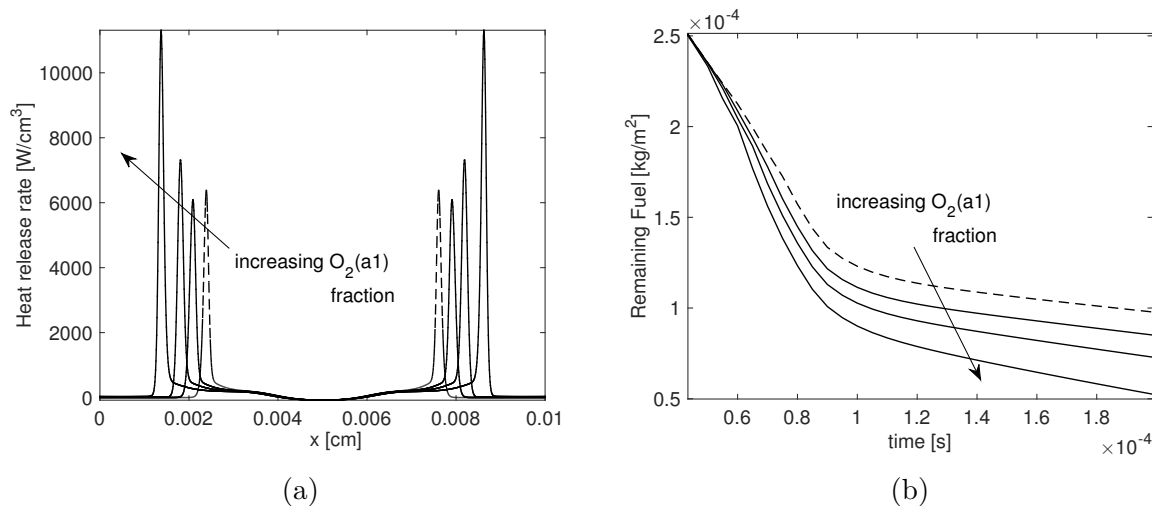 10000
8000
6000
4000
2000
0
Heat release rate [W/cm³]
increasing O₂(a1)
fraction
0
0.002
0.004
0.006
0.008
0.01
x [cm]
(a)
×10⁻⁴
2.5
2
1.5
1
0.5
Remaining Fuel [kg/m²]
increasing O₂(a1)
fraction
0.6
0.8
1
1.2
1.4
1.6
1.8
time [s]
×10⁻⁴
(b)